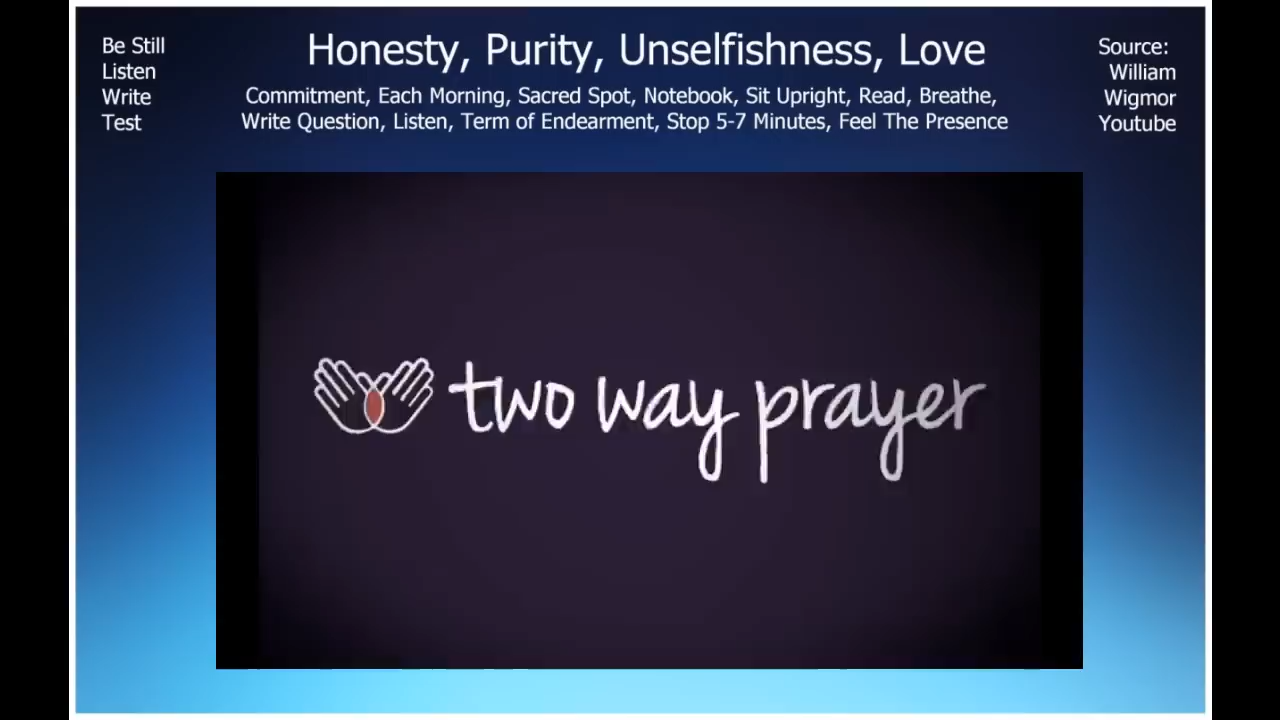 Be Still
Listen
Write
Test
Honesty, Purity, Unselfishness, Love
Commitment, Each Morning, Sacred Spot, Notebook, Sit Upright, Read, Breathe,
Write Question, Listen, Term of Endearment, Stop 5-7 Minutes, Feel The Presence
Source:
William
Wigmor
Youtube
two way prayer